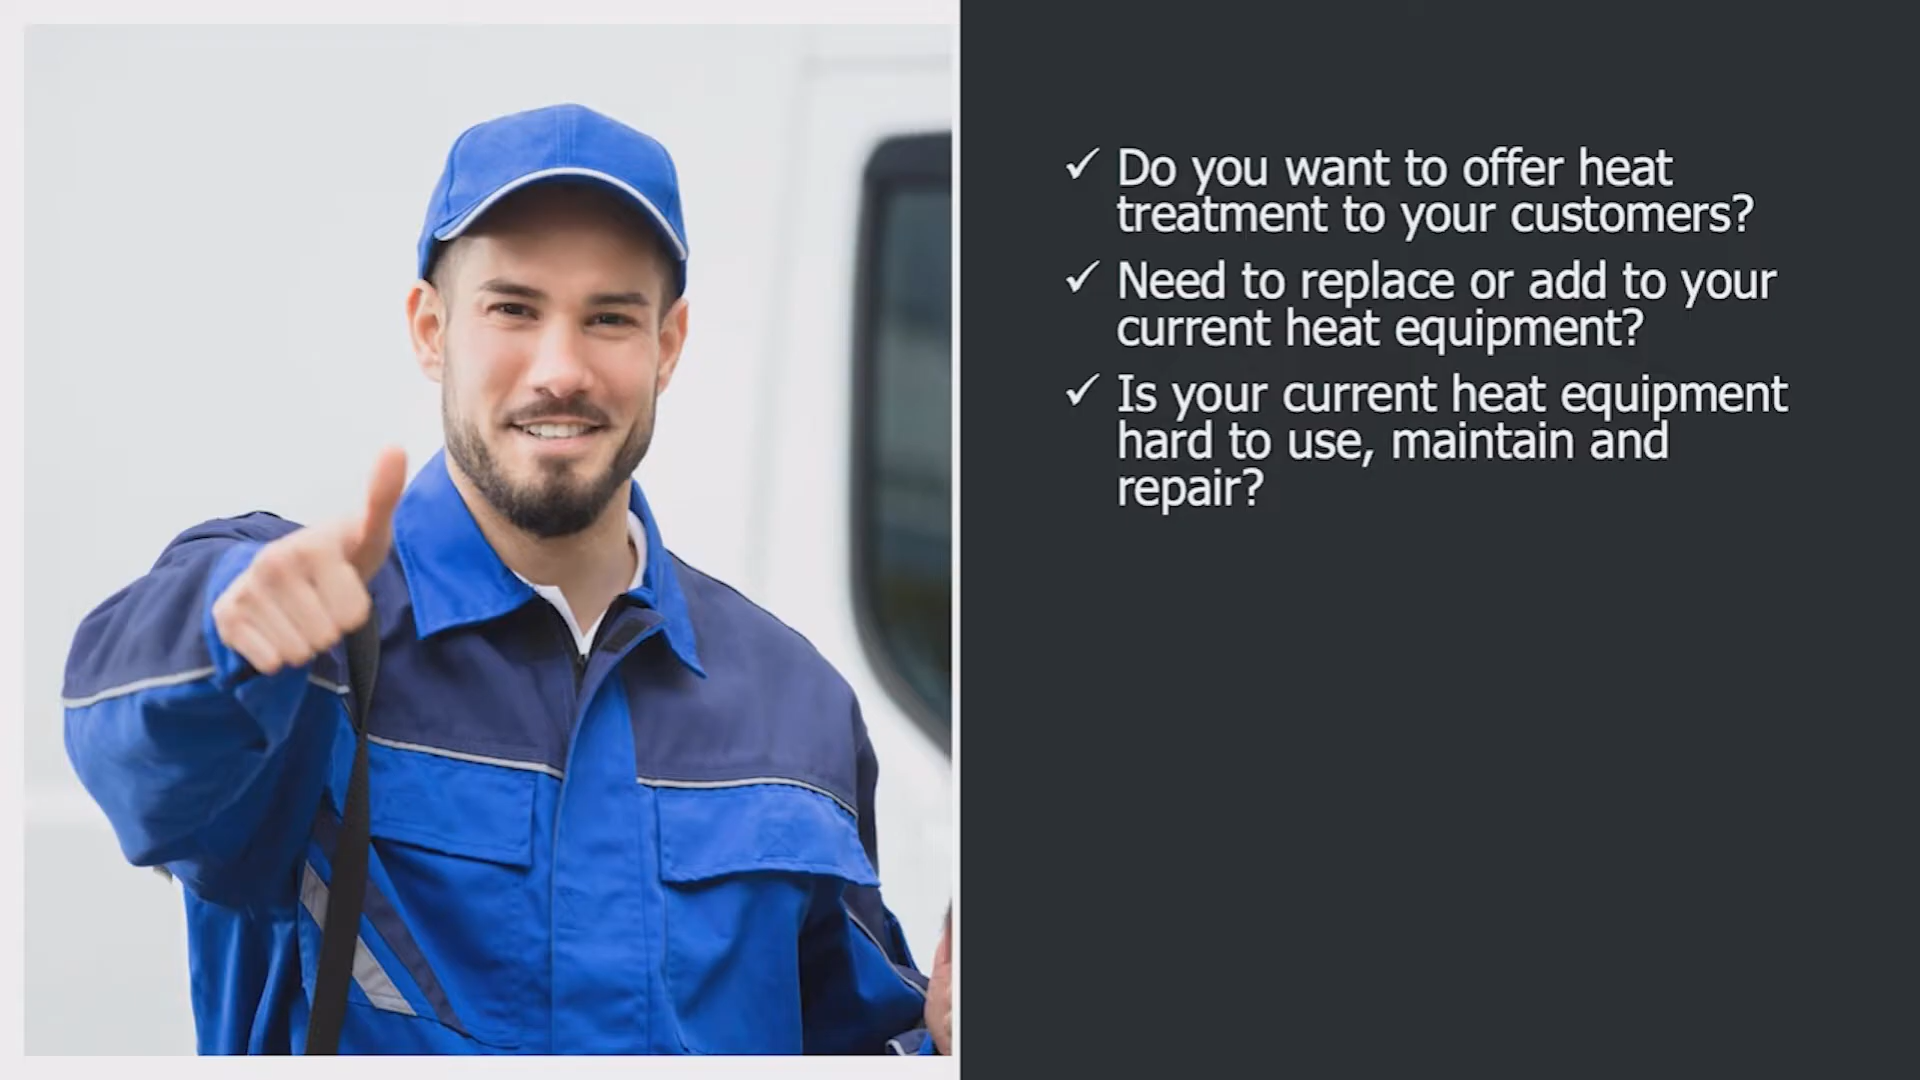 ✓ Do you want to offer heat
treatment to your customers?
✓ Need to replace or add to your
current heat equipment?
✓ Is your current heat equipment
hard to use, maintain and
repair?